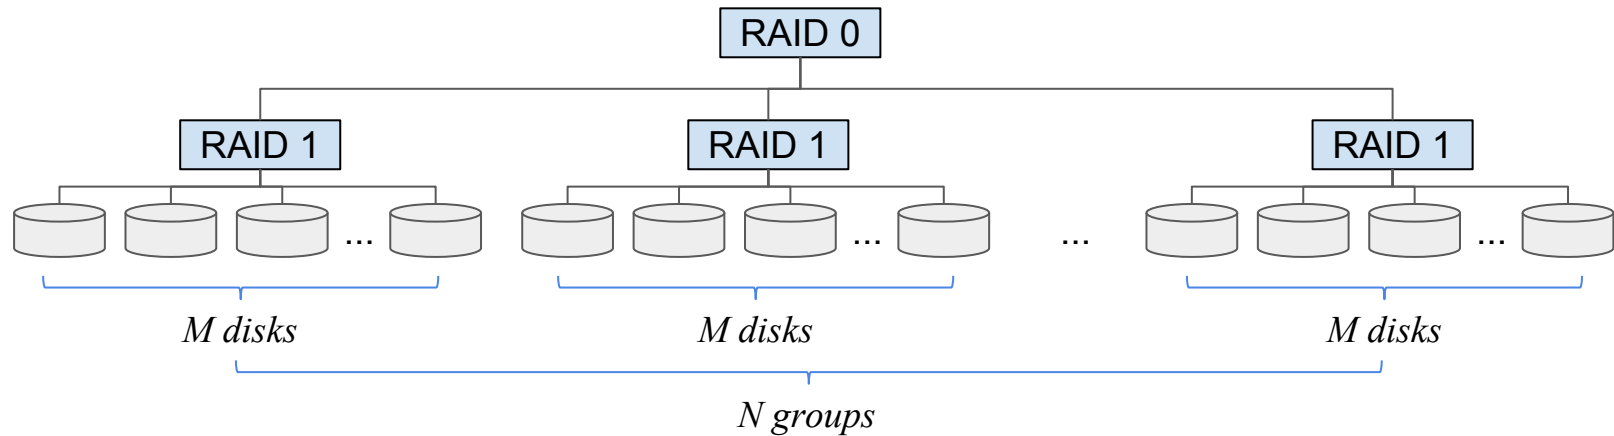 RAID 0
RAID 1 RAID 1 RAID 1
... ... ... ...
M disks M disks M disks
N groups